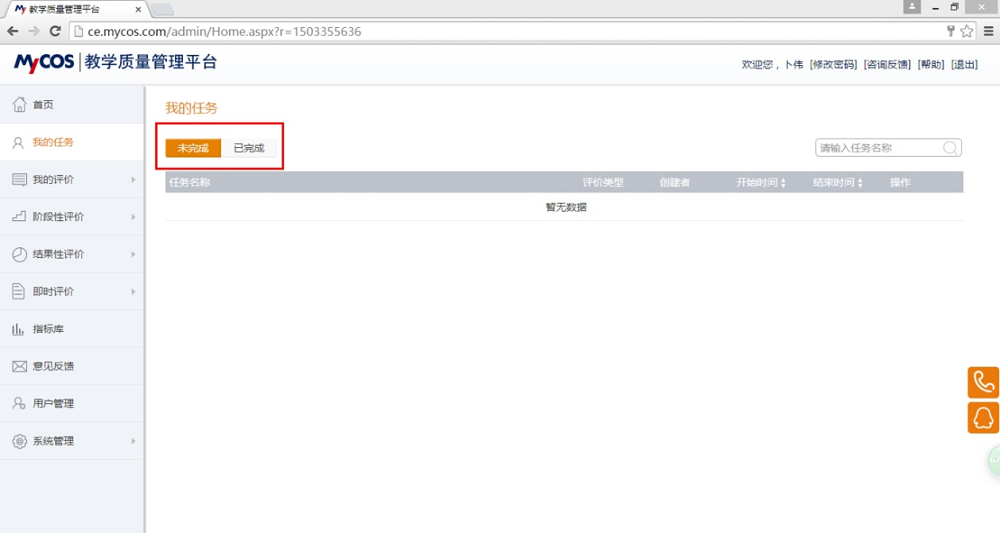 My 教学质量管理平台
ce.mycos.com/admin/Home.aspx?r=1503355636
MyCOS 教学质量管理平台
欢迎您，卜伟 [修改密码] [咨询反馈] [帮助] [退出]
首页
我的任务
我的评价
阶段性评价
结果性评价
即时评价
指标库
意见反馈
用户管理
系统管理
我的任务
未完成 已完成
请输入任务名称
任务名称 评价类型 创建者 开始时间 结束时间 操作
暂无数据
67